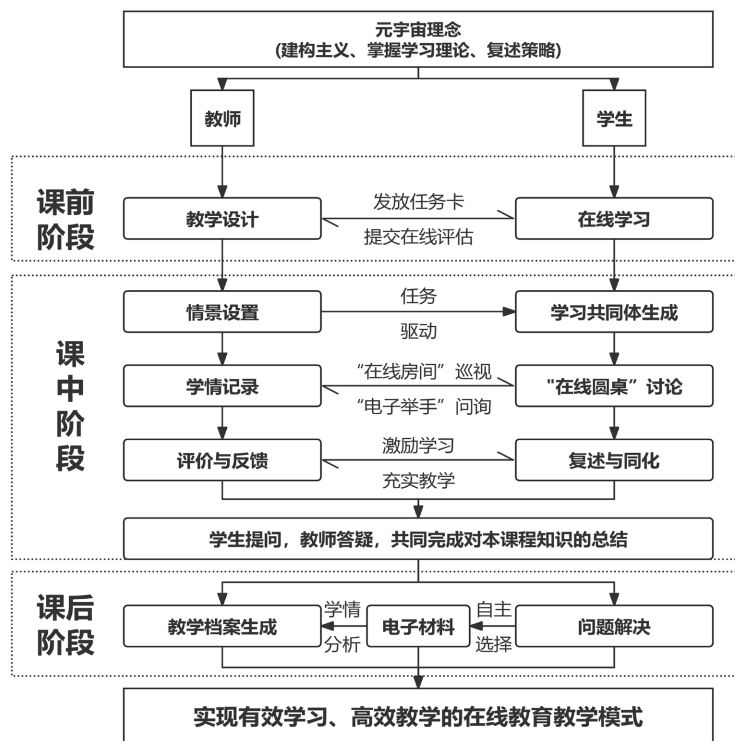 元宇宙理念
(建构主义、掌握学习理论、复述策略)
教师
学生
课前
阶段
教学设计
发放任务卡
提交在线评估
在线学习
课
中
阶
段
情景设置
任务
驱动
学习共同体生成
学情记录
“在线房间”巡视
“电子举手”问询
"在线圆桌”讨论
评价与反馈
激励学习
充实教学
复述与同化
学生提问，教师答疑，共同完成对本课程知识的总结
课后
阶段
教学档案生成
学情
分析
电子材料
自主
选择
问题解决
实现有效学习、高效教学的在线教育教学模式